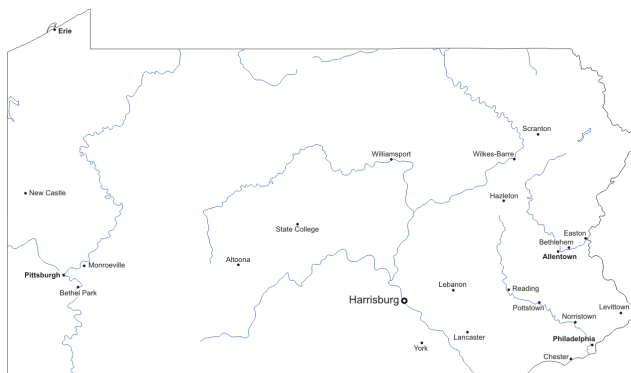 Erie
Scranton
Williamsport
Wilkes-Barre
New Castle
Hazleton
State College
Easton
Bethlehem
Allentown
Altoona
Monroeville
Pittsburgh
Bethel Park
Lebanon
Reading
Harrisburg
Pottstown
Levittown
Norristown
Lancaster
Philadelphia
York
Chester